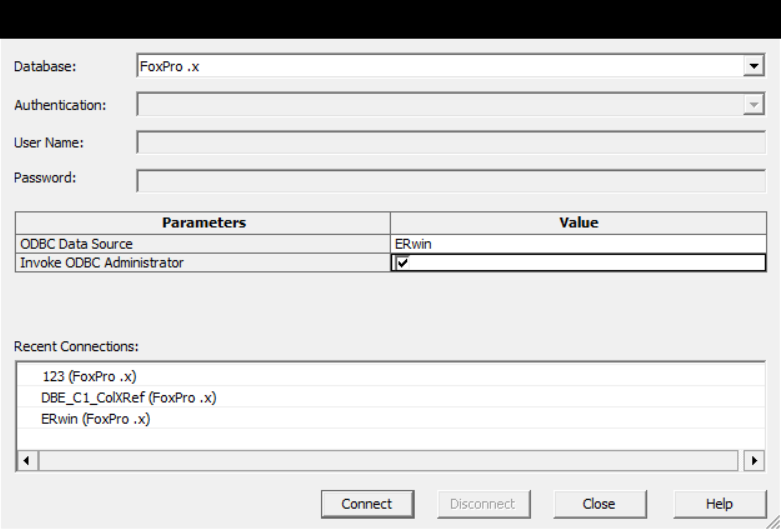 Database: FoxPro .x
Authentication:
User Name:
Password:
Parameters Value
ODBC Data Source ERwin
Invoke ODBC Administrator
Recent Connections:
123 (FoxPro .x)
DBE_C1_ColXRef (FoxPro .x)
ERwin (FoxPro .x)
Connect Disconnect Close Help